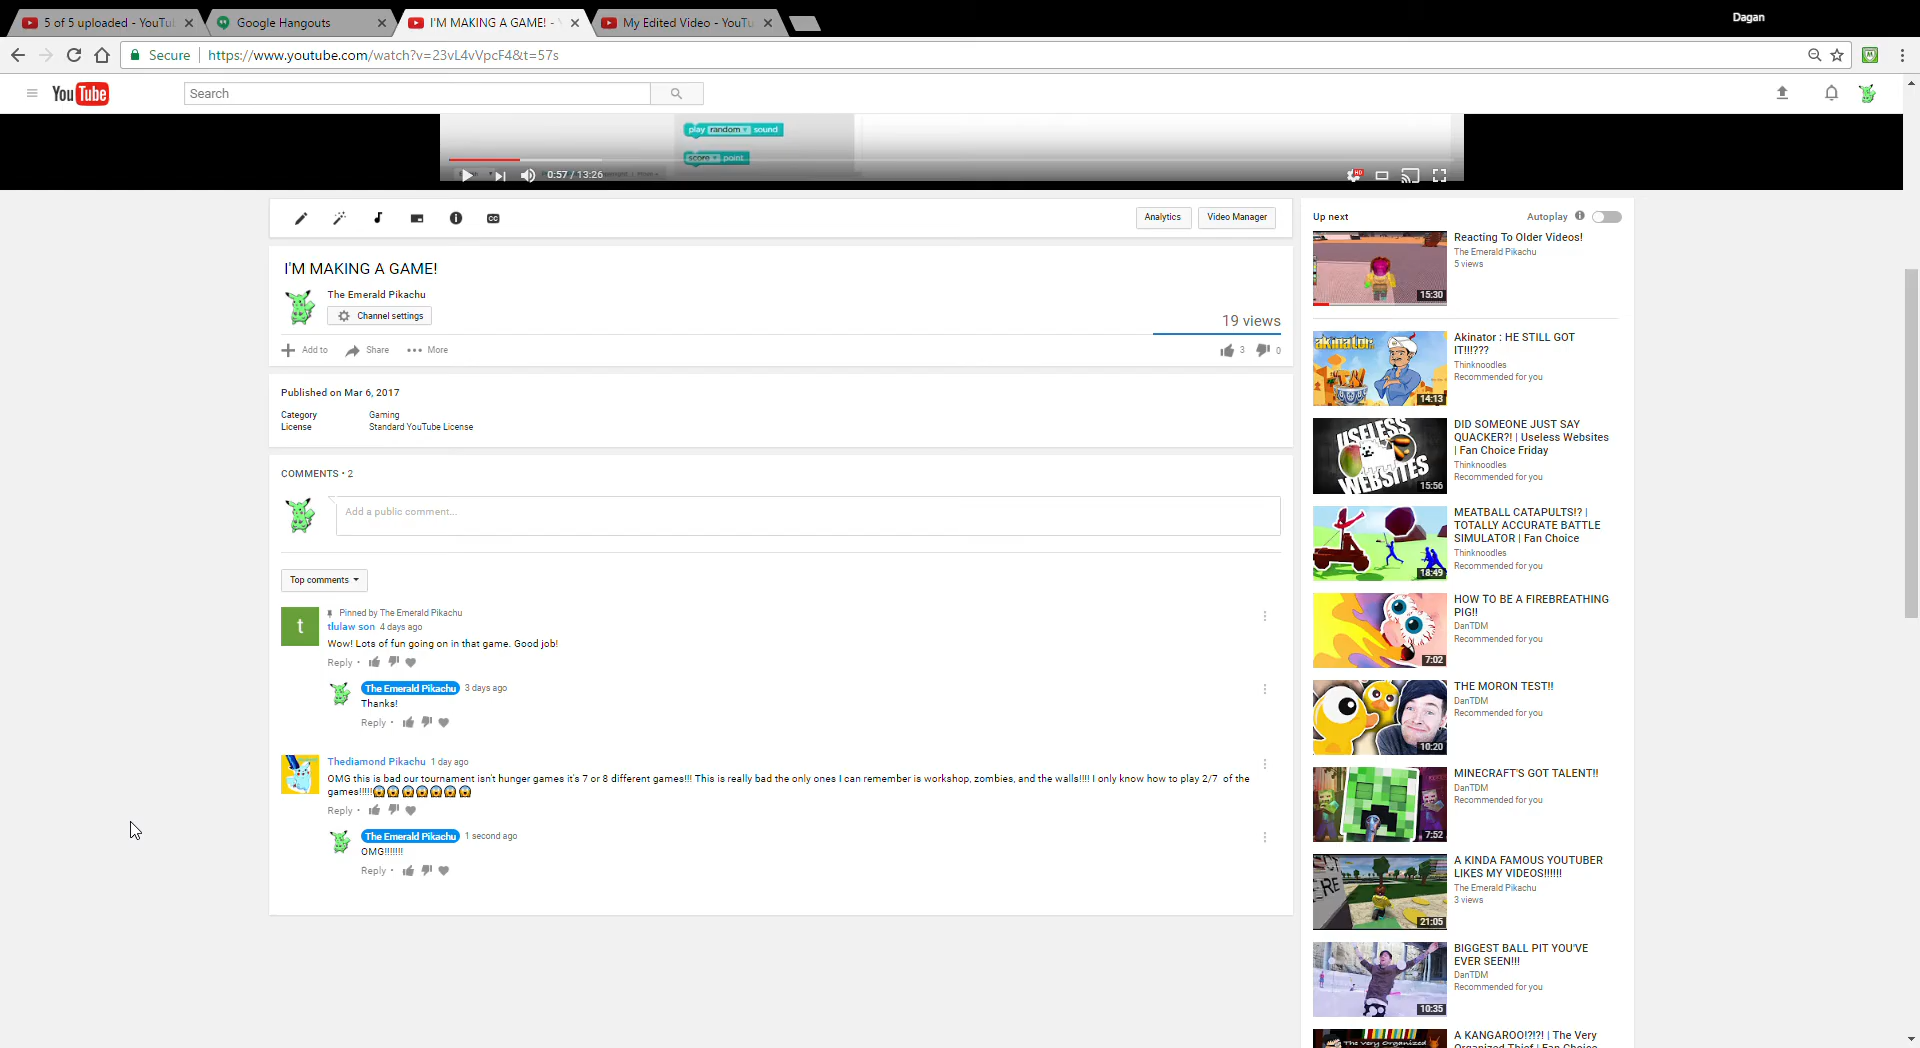 5 of 5 uploaded - YouTu
Google Hangouts
I'M MAKING A GAME! - Y
My Edited Video - YouTu
Dagan
Secure
https://www.youtube.com/watch?v=23vL4vVpcF4&t=57s
YouTube
Search
play random sound
score point
0:57 / 13:26
HD
CC
Analytics
Video Manager
I'M MAKING A GAME!
The Emerald Pikachu
Channel settings
19 views
Add to
Share
More
3
0
Published on Mar 6, 2017
Category Gaming
License Standard YouTube License
COMMENTS • 2
Add a public comment...
Top comments
Pinned by The Emerald Pikachu
t
tlulaw son 4 days ago
Wow! Lots of fun going on in that game. Good job!
Reply •
The Emerald Pikachu 3 days ago
Thanks!
Reply •
Thediamond Pikachu 1 day ago
OMG this is bad our tournament isn't hunger games it's 7 or 8 different games!!! This is really bad the only ones I can remember is workshop, zombies, and the walls!!!! I only know how to play 2/7 of the
games!!!!!😱😱😱😱😱😱😱
Reply •
The Emerald Pikachu 1 second ago
OMG!!!!!!!
Reply •
Up next
Autoplay
Reacting To Older Videos!
The Emerald Pikachu
5 views
15:30
Akinator : HE STILL GOT
IT!!!???
Thinknoodles
Recommended for you
akinator
14:13
DID SOMEONE JUST SAY
QUACKER?! | Useless Websites
| Fan Choice Friday
Thinknoodles
Recommended for you
USELESS
WEBSITES
15:56
MEATBALL CATAPULTS!? |
TOTALLY ACCURATE BATTLE
SIMULATOR | Fan Choice
Thinknoodles
Recommended for you
18:49
HOW TO BE A FIREBREATHING
PIG!!
DanTDM
Recommended for you
7:02
THE MORON TEST!!
DanTDM
Recommended for you
10:20
MINECRAFT'S GOT TALENT!!
DanTDM
Recommended for you
7:52
A KINDA FAMOUS YOUTUBER
LIKES MY VIDEOS!!!!!!
The Emerald Pikachu
3 views
21:05
BIGGEST BALL PIT YOU'VE
EVER SEEN!!!
DanTDM
Recommended for you
10:35
A KANGAROO!?!?! | The Very
Organized Thief | Fan Choice
The Very Organized